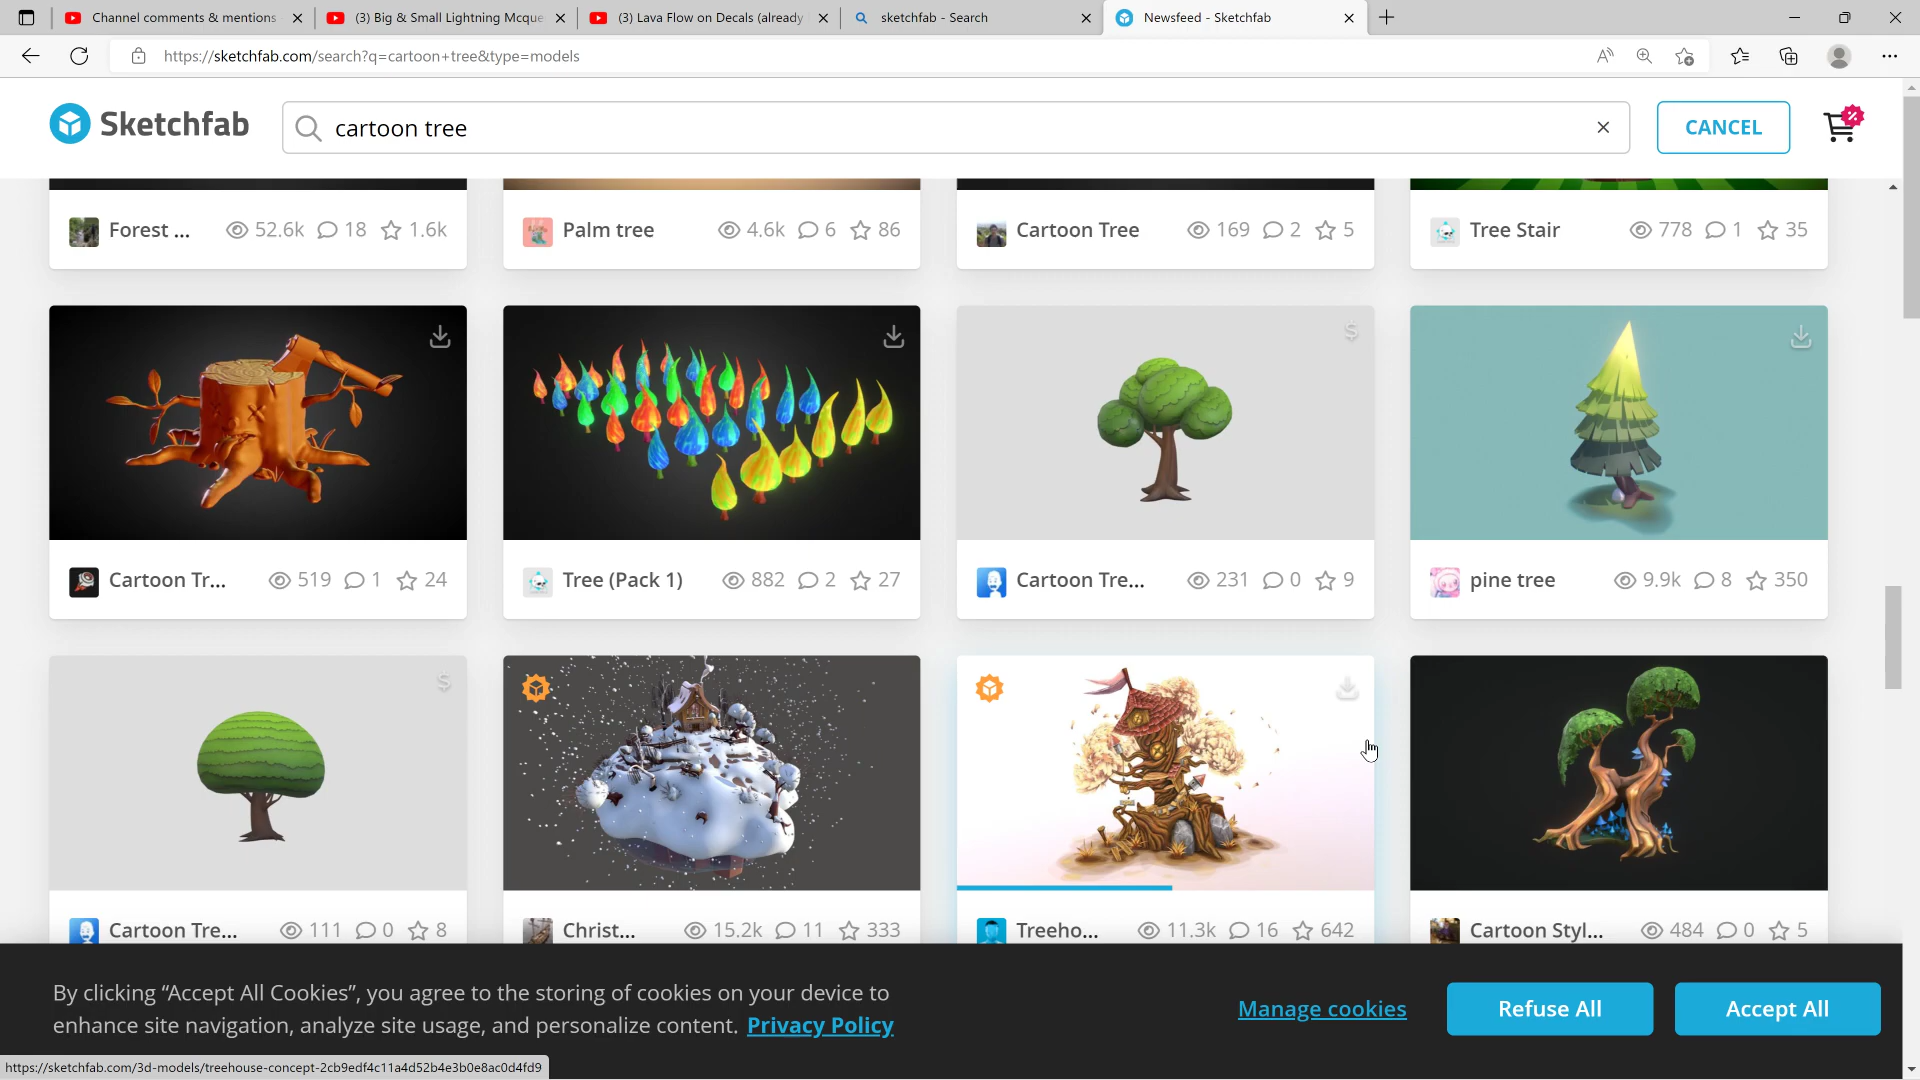 Channel comments & mentions
(3) Big & Small Lightning Mcque
(3) Lava Flow on Decals (already
sketchfab - Search
Newsfeed - Sketchfab
https://sketchfab.com/search?q=cartoon+tree&type=models
Sketchfab
cartoon tree
CANCEL
Forest ... 52.6k 18 1.6k
Palm tree 4.6k 6 86
Cartoon Tree 169 2 5
Tree Stair 778 1 35
Cartoon Tr... 519 1 24
Tree (Pack 1) 882 2 27
Cartoon Tre... 231 0 9
pine tree 9.9k 8 350
Cartoon Tre... 111 0 8
Christ... 15.2k 11 333
Treeho... 11.3k 16 642
Cartoon Styl... 484 0 5
By clicking “Accept All Cookies”, you agree to the storing of cookies on your device to
enhance site navigation, analyze site usage, and personalize content. Privacy Policy
Manage cookies
Refuse All
Accept All
https://sketchfab.com/3d-models/treehouse-concept-2cb9edf4c11a4d52b4e3b0e8ac0d4fd9